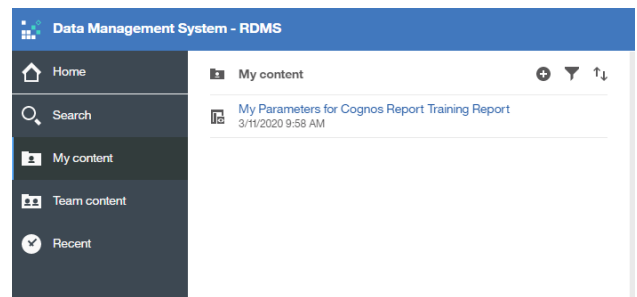 Data Management System - RDMS
Home
My content
Search
My Parameters for Cognos Report Training Report
3/11/2020 9:58 AM
My content
Team content
Recent